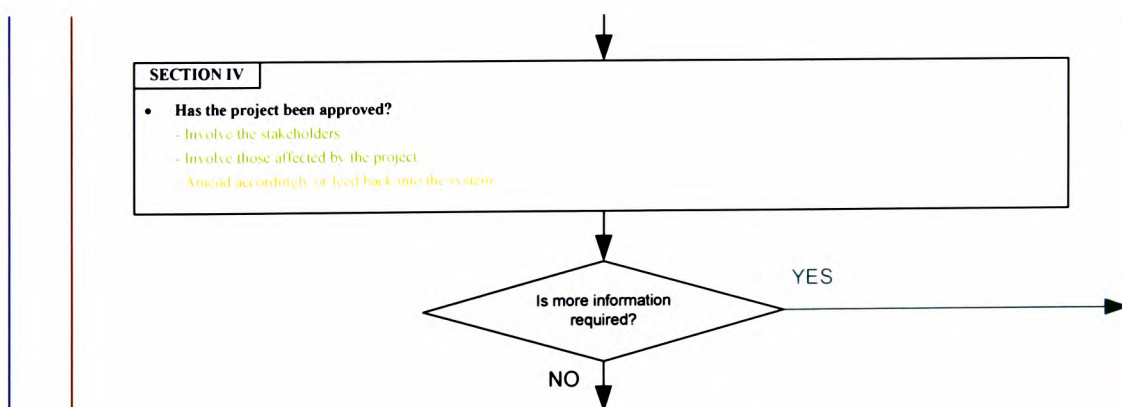 SECTION IV
• Has the project been approved?
- Involve the stakeholders
- Involve those affected by the project
- Amend accordingly or feed back into the system
YES
Is more information
required?
NO